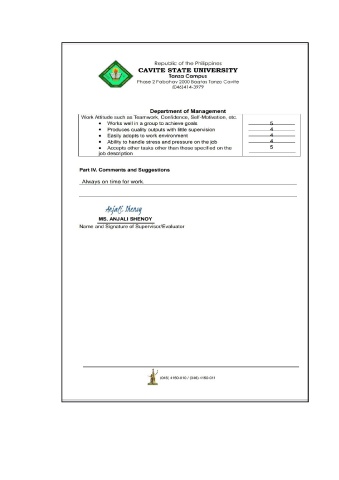 Republic of the Philippines
CAVITE STATE UNIVERSITY
Tanza Campus
Phase 2 Pabahay 2000 Bagtas Tanza Cavite
(046)414-3979
Department of Management
Work Attitude such as Teamwork, Confidence, Self-Motivation, etc.
• Works well in a group to achieve goals 5
• Produces quality outputs with little supervision 4
• Easily adopts to work environment 4
• Ability to handle stress and pressure on the job 4
• Accepts other tasks other than those specified on the 5
job description
Part IV. Comments and Suggestions
Always on time for work.
Anjali Shenoy
MS. ANJALI SHENOY
Name and Signature of Supervisor/Evaluator